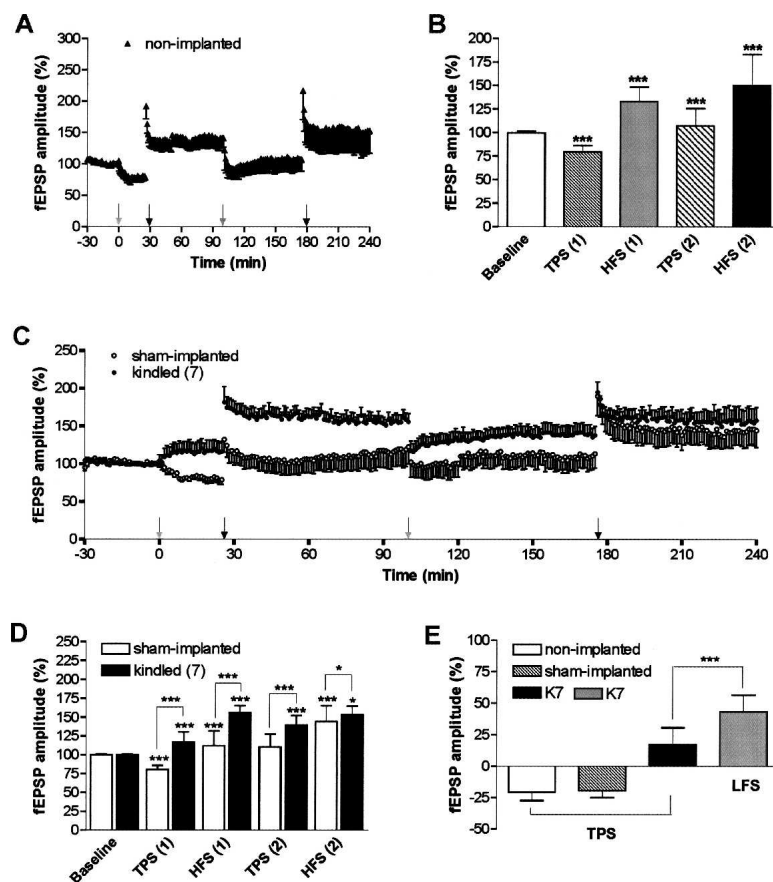 A
non-implanted
fEPSP amplitude (%)
300
250
200
150
100
50
0
-30 0 30 60 90 120 150 180 210 240
Time (min)
B
fEPSP amplitude (%)
200
175
150
125
100
75
50
25
0
*** *** *** ***
Baseline TPS (1) HFS (1) TPS (2) HFS (2)
C
sham-implanted
kindled (7)
fEPSP amplitude (%)
250
200
150
100
50
0
-30 0 30 60 90 120 150 180 210 240
Time (min)
D
sham-implanted
kindled (7)
fEPSP amplitude (%)
250
225
200
175
150
125
100
75
50
25
0
*** *** *** *
*** *** *** *** *** *** *
Baseline TPS (1) HFS (1) TPS (2) HFS (2)
E
non-implanted
sham-implanted
K7 K7
***
fEPSP amplitude (%)
100
75
50
25
0
-25
-50
LFS
TPS